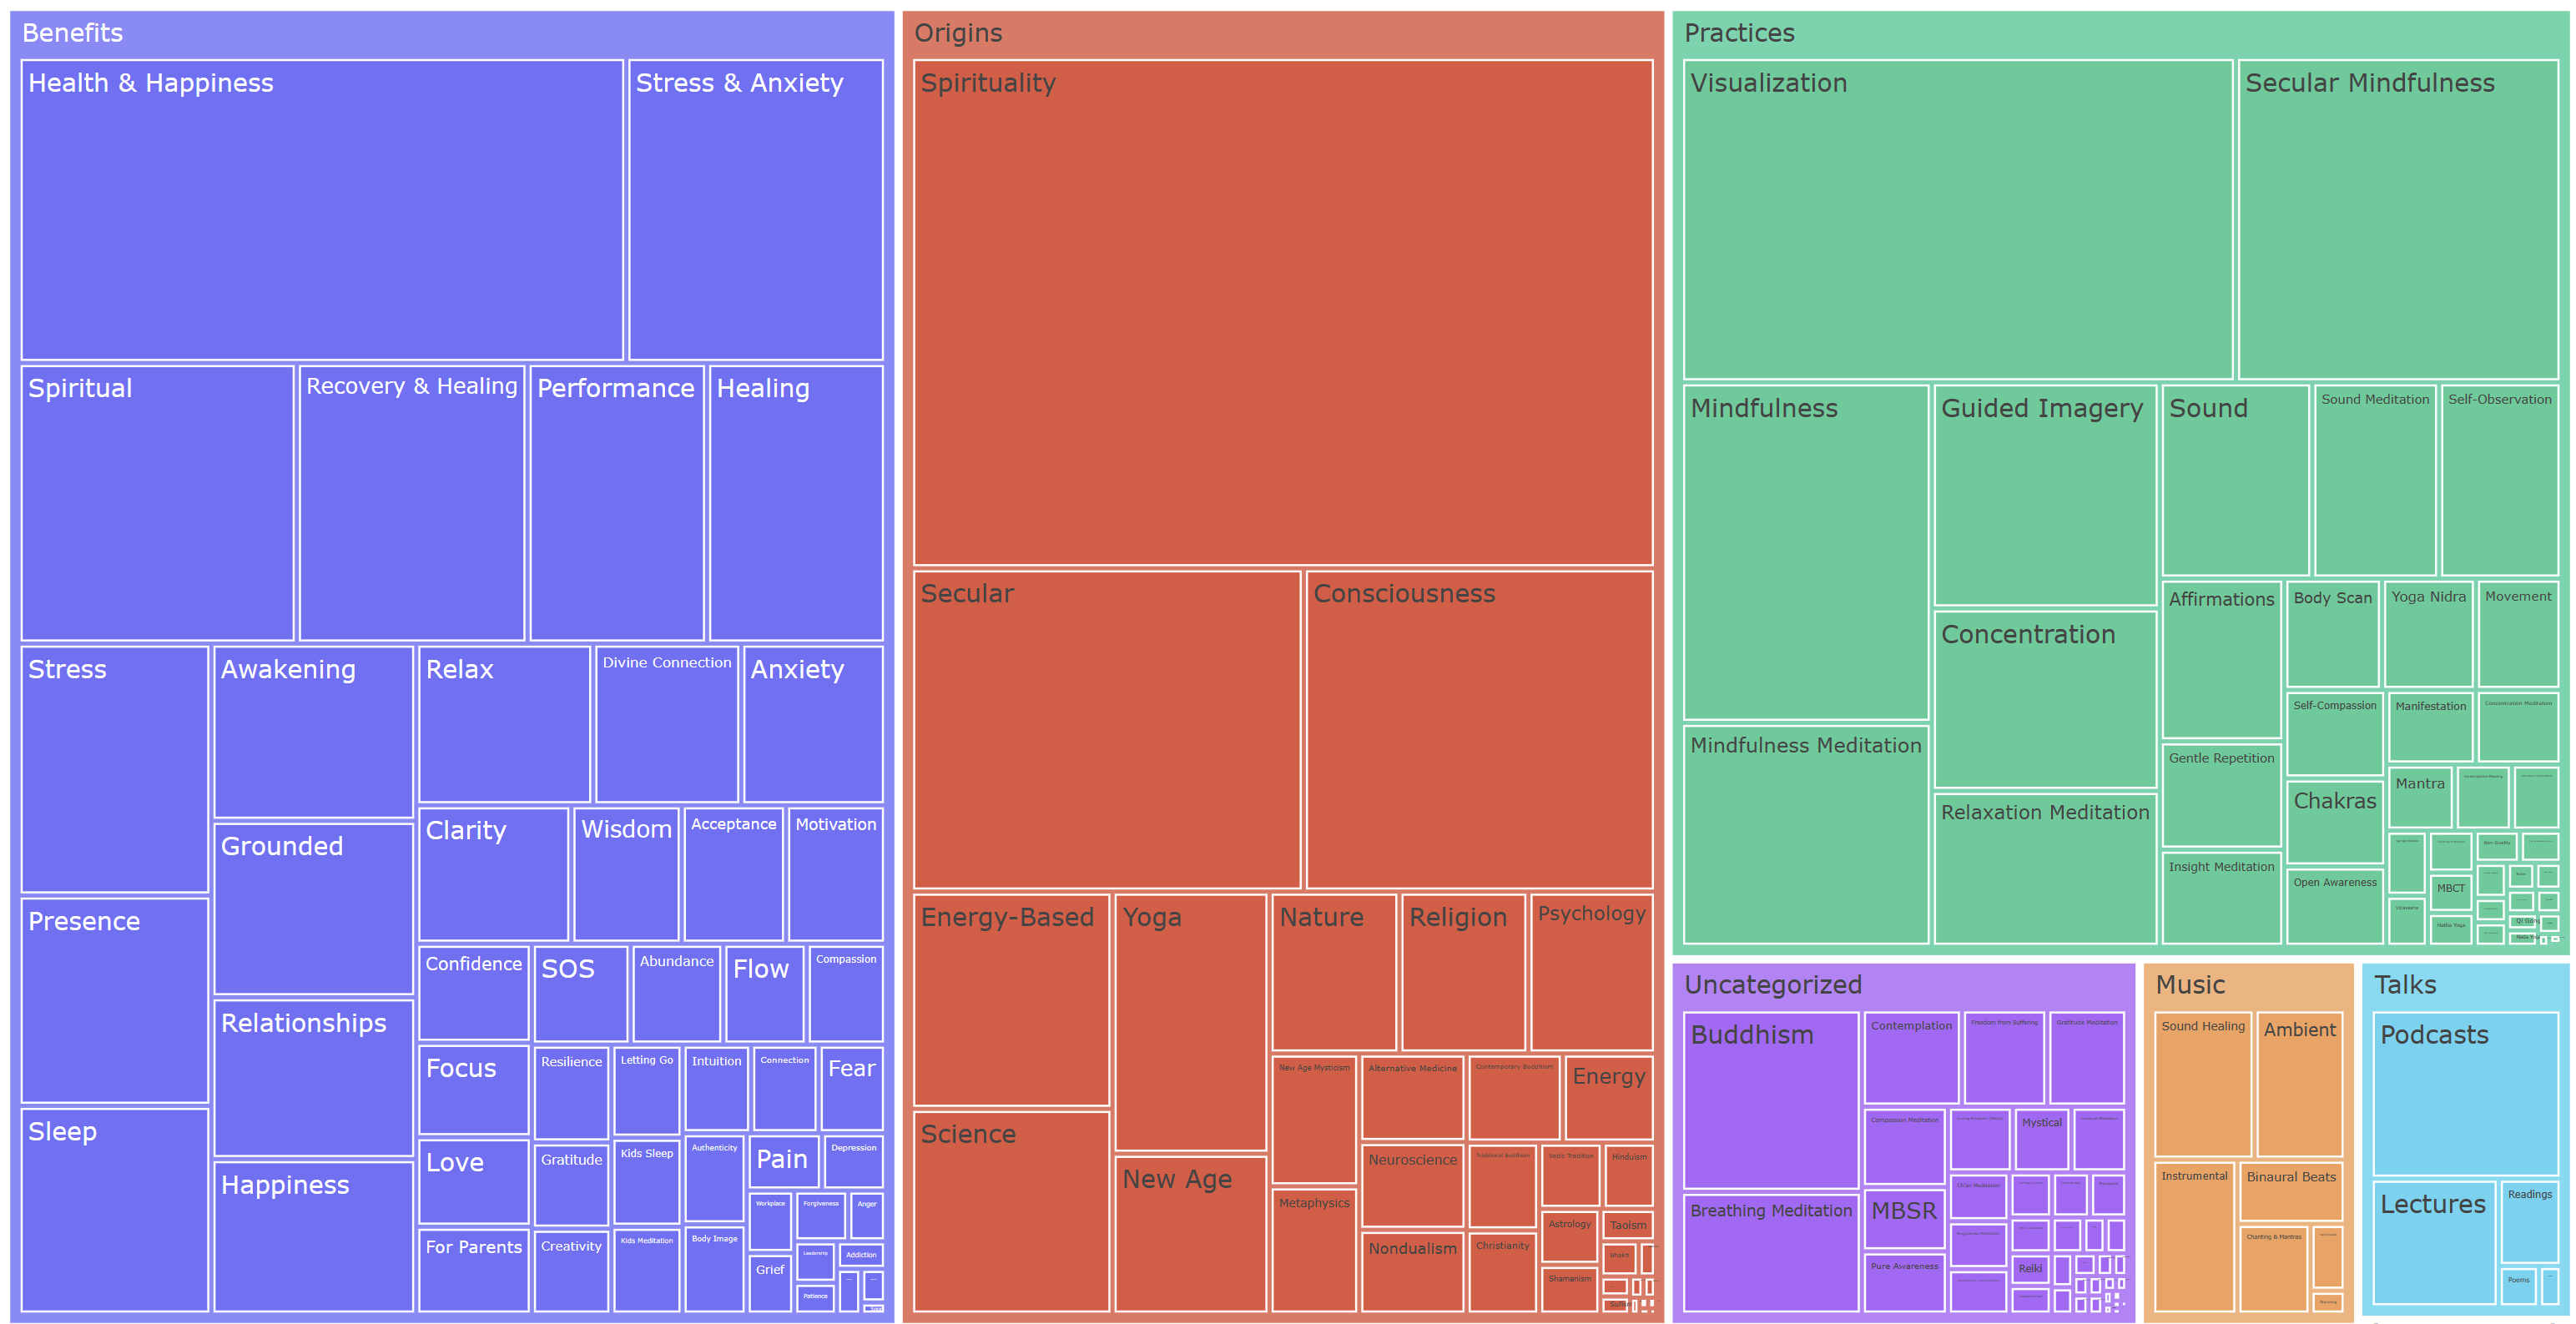 Benefits
Health & Happiness
Stress & Anxiety
Spiritual
Recovery & Healing
Performance
Healing
Stress
Awakening
Relax
Divine Connection
Anxiety
Clarity
Wisdom
Acceptance
Motivation
Grounded
Presence
Confidence
SOS
Abundance
Flow
Compassion
Relationships
Focus
Resilience
Letting Go
Intuition
Connection
Fear
Sleep
Happiness
Love
Gratitude
Kids Sleep
Authenticity
Pain
Depression
Workplace
Forgiveness
Anger
For Parents
Creativity
Kids Meditation
Body Image
Grief
Leadership
Addiction
Patience
Origins
Spirituality
Secular
Consciousness
Energy-Based
Yoga
Nature
Religion
Psychology
New Age Mysticism
Alternative Medicine
Contemporary Buddhism
Energy
Science
New Age
Neuroscience
Traditional Buddhism
Vedic Tradition
Hinduism
Metaphysics
Astrology
Taoism
Nondualism
Christianity
Shamanism
Practices
Visualization
Secular Mindfulness
Mindfulness
Guided Imagery
Sound
Sound Meditation
Self-Observation
Affirmations
Body Scan
Yoga Nidra
Movement
Concentration
Self-Compassion
Manifestation
Concentration Meditation
Mindfulness Meditation
Gentle Repetition
Mantra
Chakras
Relaxation Meditation
Insight Meditation
Open Awareness
Non-Duality
MBCT
Hatha Yoga
Qi Gong
Uncategorized
Buddhism
Contemplation
Freedom from Suffering
Gratitude Meditation
Compassion Meditation
Mystical
Breathing Meditation
MBSR
Pure Awareness
Reiki
Music
Sound Healing
Ambient
Instrumental
Binaural Beats
Chanting & Mantras
Talks
Podcasts
Lectures
Readings
Poems